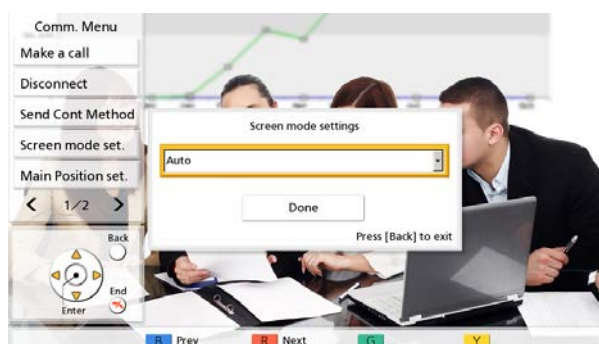 Comm. Menu
Make a call
Disconnect
Send Cont Method
Screen mode set.
Main Position set.
1/2
Back
End
Enter
Screen mode settings
Auto
Done
Press [Back] to exit
B Prev R Next G Y